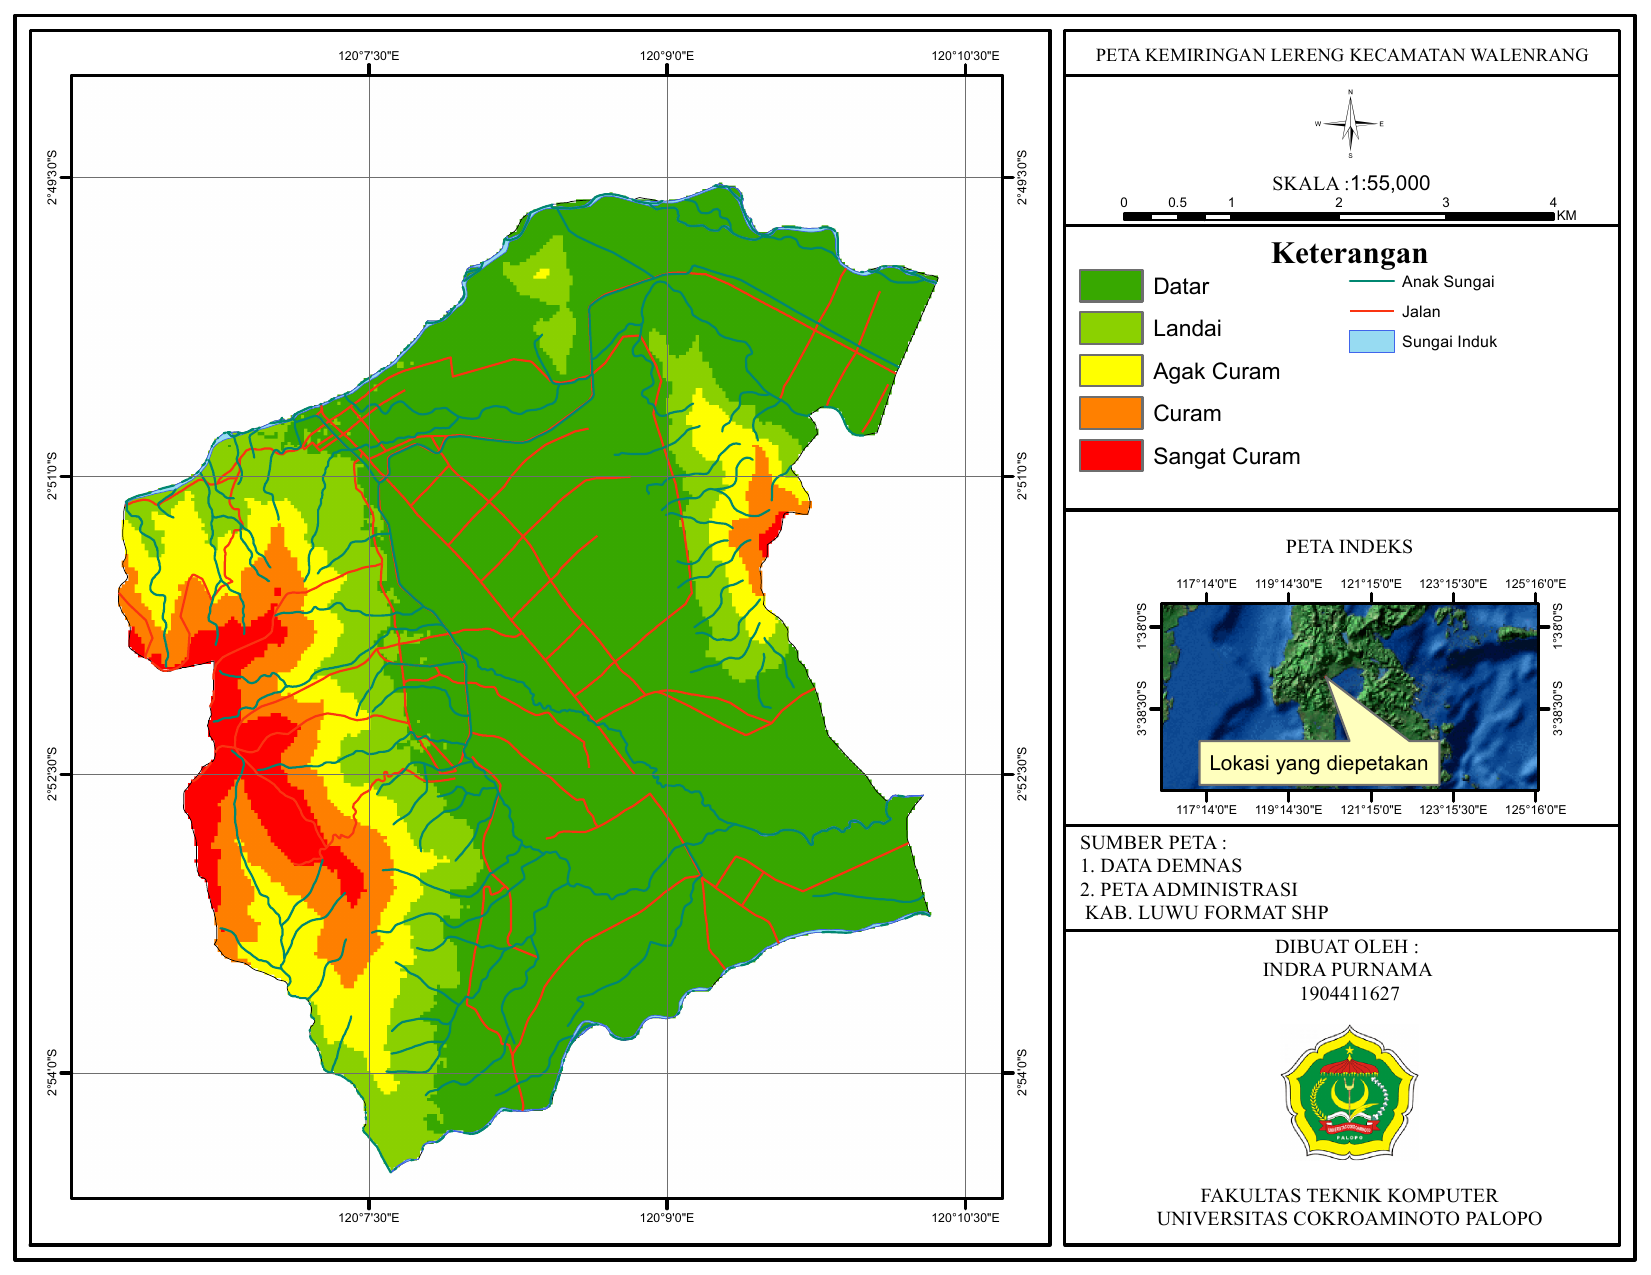 120°7'30"E 120°9'0"E 120°10'30"E
2°49'30"S 2°49'30"S
2°51'0"S 2°51'0"S
2°52'30"S 2°52'30"S
2°54'0"S 2°54'0"S
120°7'30"E 120°9'0"E 120°10'30"E
PETA KEMIRINGAN LERENG KECAMATAN WALENRANG
N
W E
S
SKALA :1:55,000
0 0.5 1 2 3 4
KM
Keterangan
Datar
Landai
Agak Curam
Curam
Sangat Curam
Anak Sungai
Jalan
Sungai Induk
PETA INDEKS
117°14'0"E 119°14'30"E 121°15'0"E 123°15'30"E 125°16'0"E
1°38'0"S 1°38'0"S
3°38'30"S 3°38'30"S
Lokasi yang diepetakan
117°14'0"E 119°14'30"E 121°15'0"E 123°15'30"E 125°16'0"E
SUMBER PETA :
1. DATA DEMNAS
2. PETA ADMINISTRASI
KAB. LUWU FORMAT SHP
DIBUAT OLEH :
INDRA PURNAMA
1904411627
UNIVERSITAS COKROAMINOTO
PALOPO
FAKULTAS TEKNIK KOMPUTER
UNIVERSITAS COKROAMINOTO PALOPO